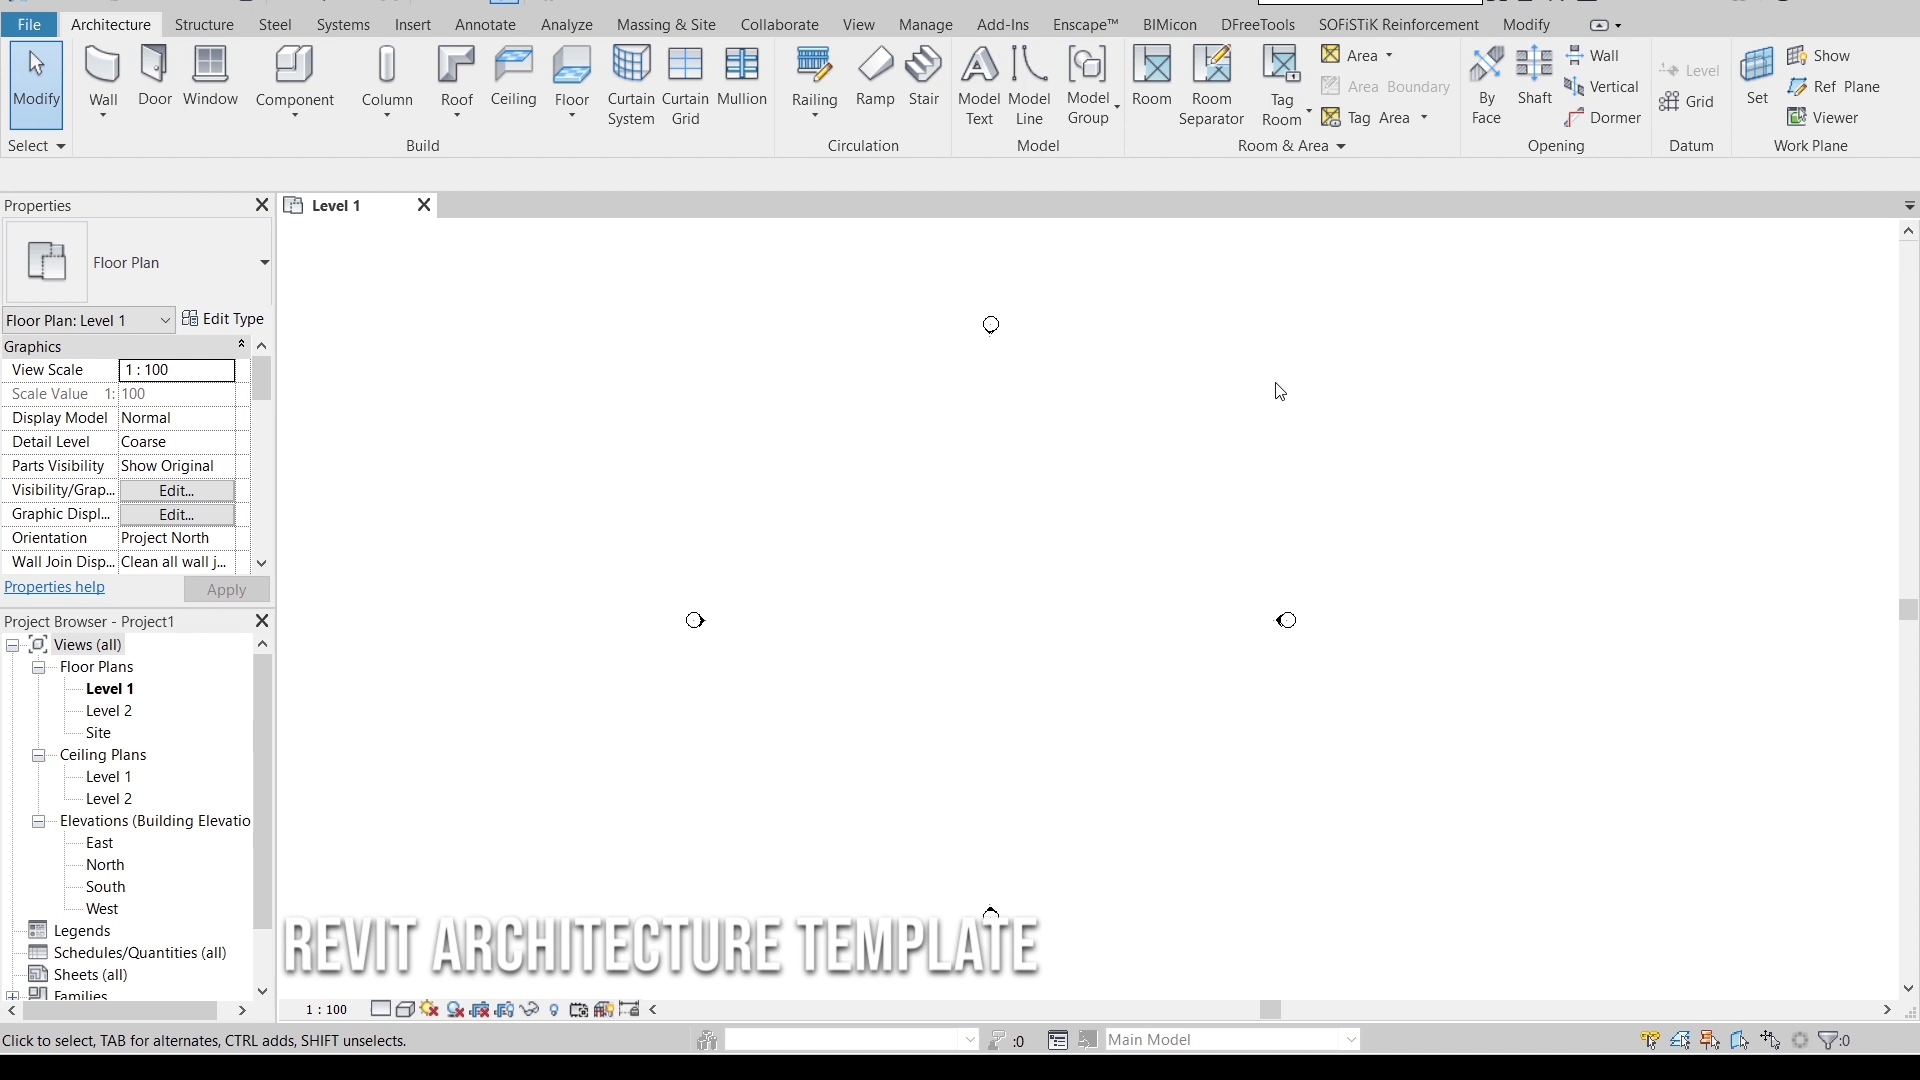 File Architecture Structure Steel Systems Insert Annotate Analyze Massing & Site Collaborate View Manage Add-Ins Enscape™ BIMicon DFreeTools SOFiSTiK Reinforcement Modify
Modify Wall Door Window Component Column Roof Ceiling Floor Curtain System Curtain Grid Mullion Railing Ramp Stair Model Text Model Line Model Group Room Room Separator Tag Room Area Area Boundary Tag Area By Face Shaft Wall Vertical Dormer Level Grid Set Show Ref Plane Viewer
Select Build Circulation Model Room & Area Opening Datum Work Plane
Properties
Level 1
Floor Plan
Floor Plan: Level 1 Edit Type
Graphics
View Scale 1 : 100
Scale Value 1: 100
Display Model Normal
Detail Level Coarse
Parts Visibility Show Original
Visibility/Grap... Edit...
Graphic Displ... Edit...
Orientation Project North
Wall Join Disp... Clean all wall j...
Properties help Apply
Project Browser - Project1
Views (all)
Floor Plans
Level 1
Level 2
Site
Ceiling Plans
Level 1
Level 2
Elevations (Building Elevatio
East
North
South
West
Legends
Schedules/Quantities (all)
Sheets (all)
Families
REVIT ARCHITECTURE TEMPLATE
1 : 100
Click to select, TAB for alternates, CTRL adds, SHIFT unselects. :0 Main Model :0